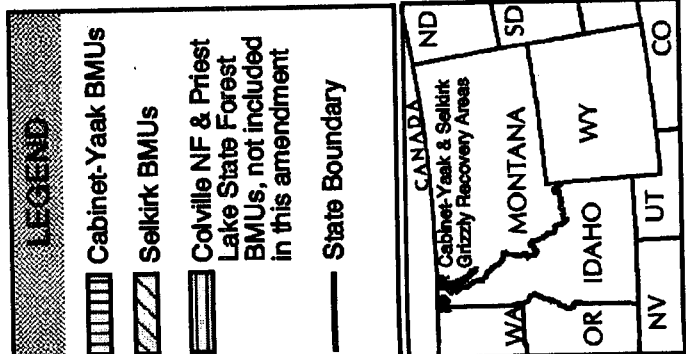 LEGEND
Cabinet-Yaak BMUs
Selkirk BMUs
Colville NF & Priest
Lake State Forest
BMUs, not included
in this amendment
State Boundary
CANADA
Cabinet-Yaak & Selkirk
Grizzly Recovery Areas
ND
MONTANA
SD
WA
OR
IDAHO
WY
NV
UT
CO